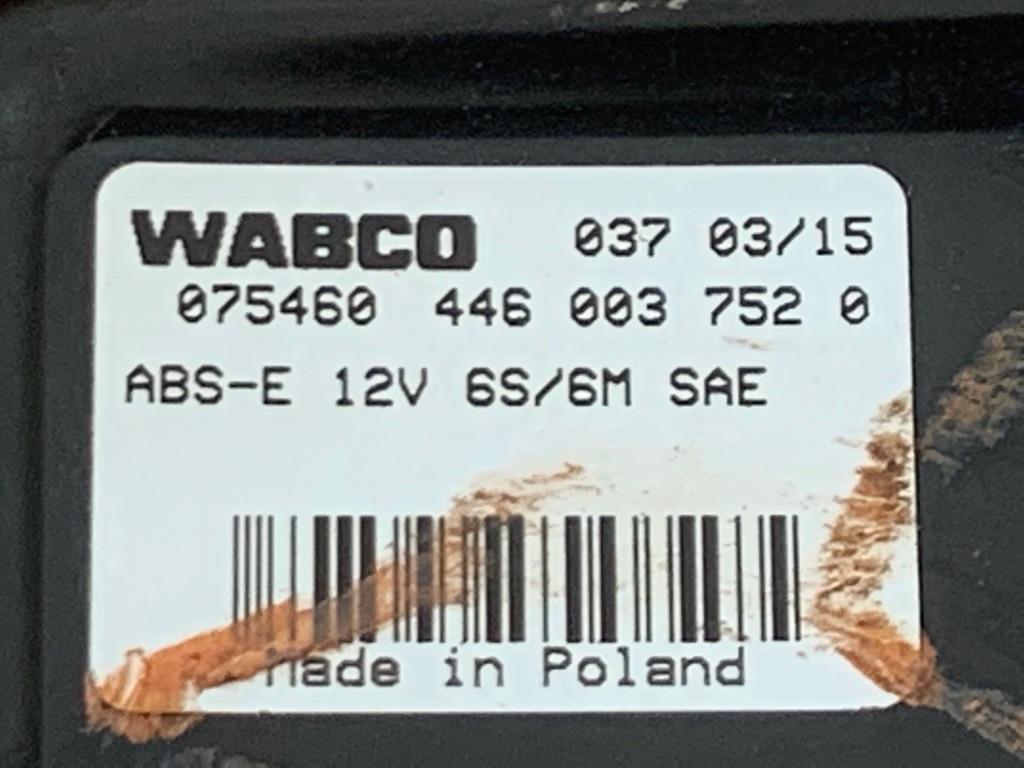 WABCO 037 03/15
075460 446 003 752 0
ABS-E 12V 6S/6M SAE
Made in Poland